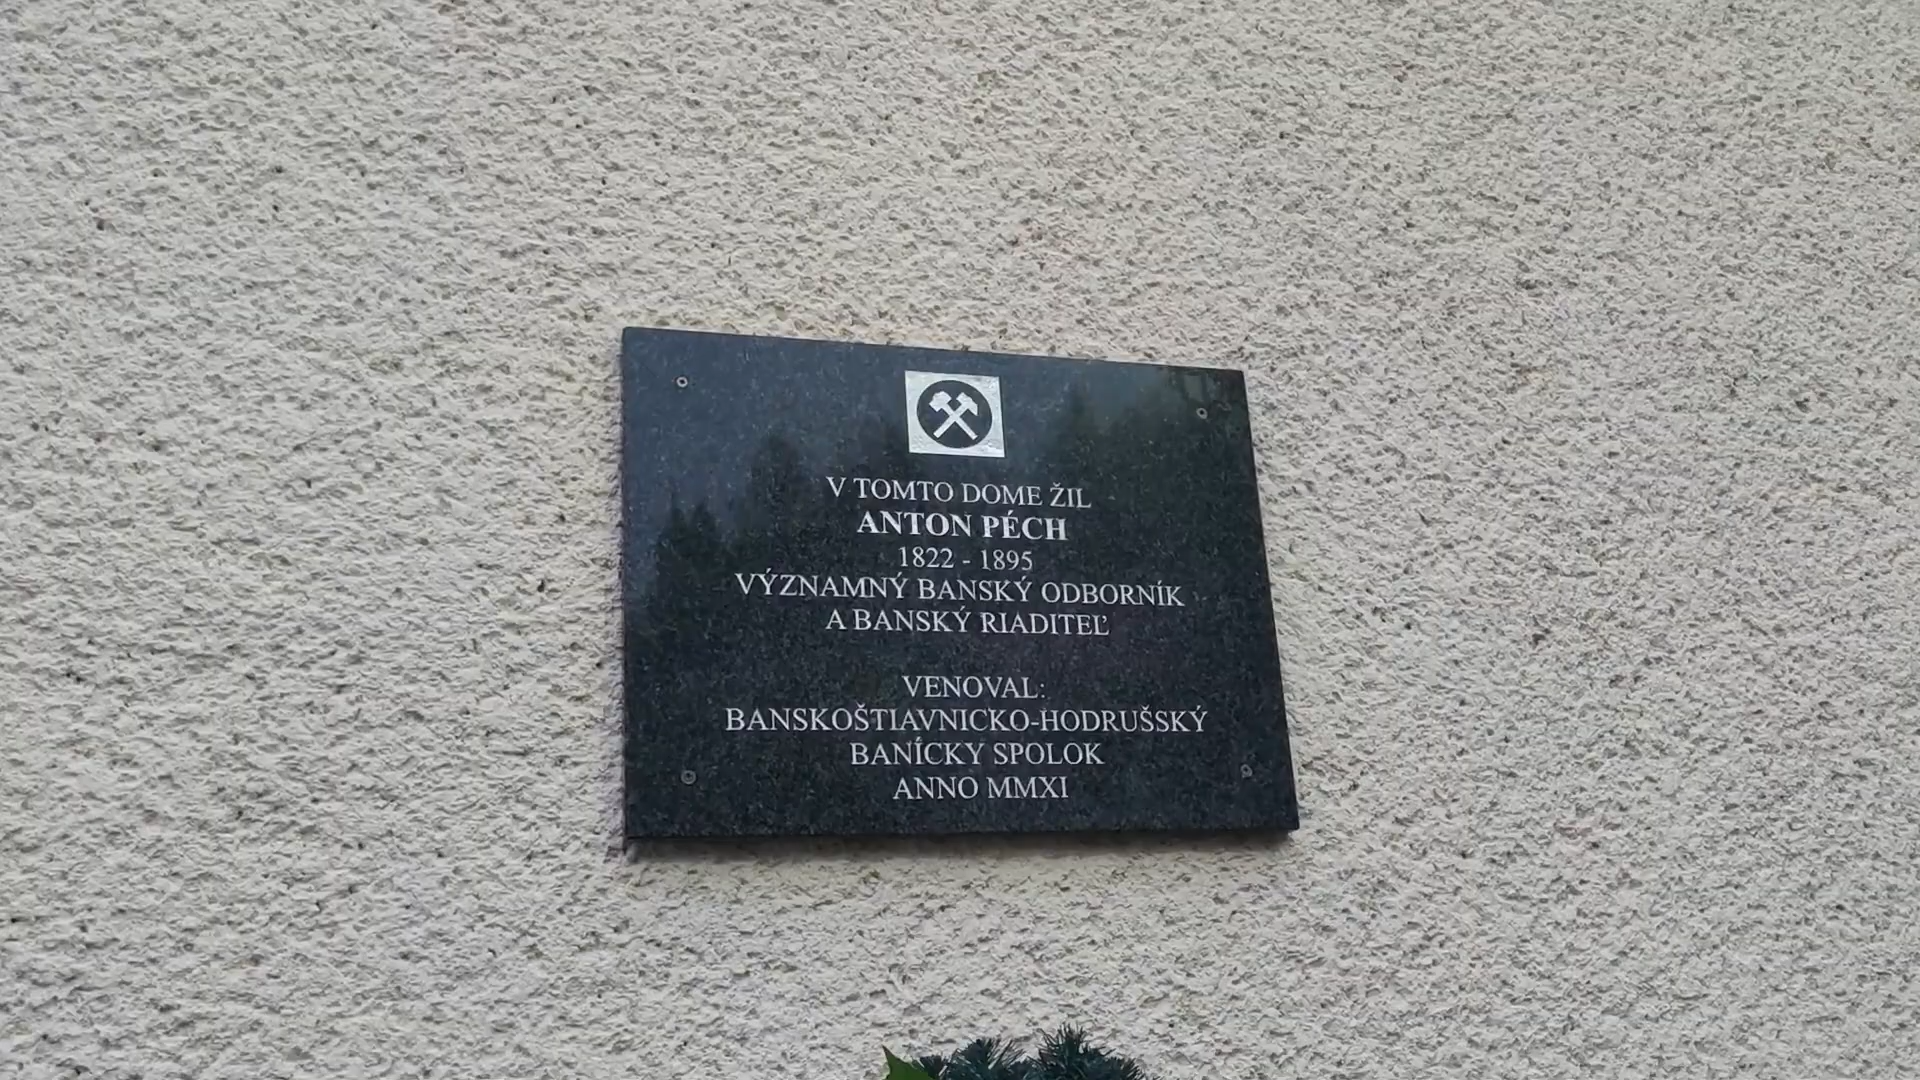 V TOMTO DOME ŽIL
ANTON PÉCH
1822 - 1895
VÝZNAMNÝ BANSKÝ ODBORNÍK
A BANSKÝ RIADITEĽ
VENOVAL:
BANSKOŠTIAVNICKO-HODRUŠSKÝ
BANÍCKY SPOLOK
ANNO MMXI